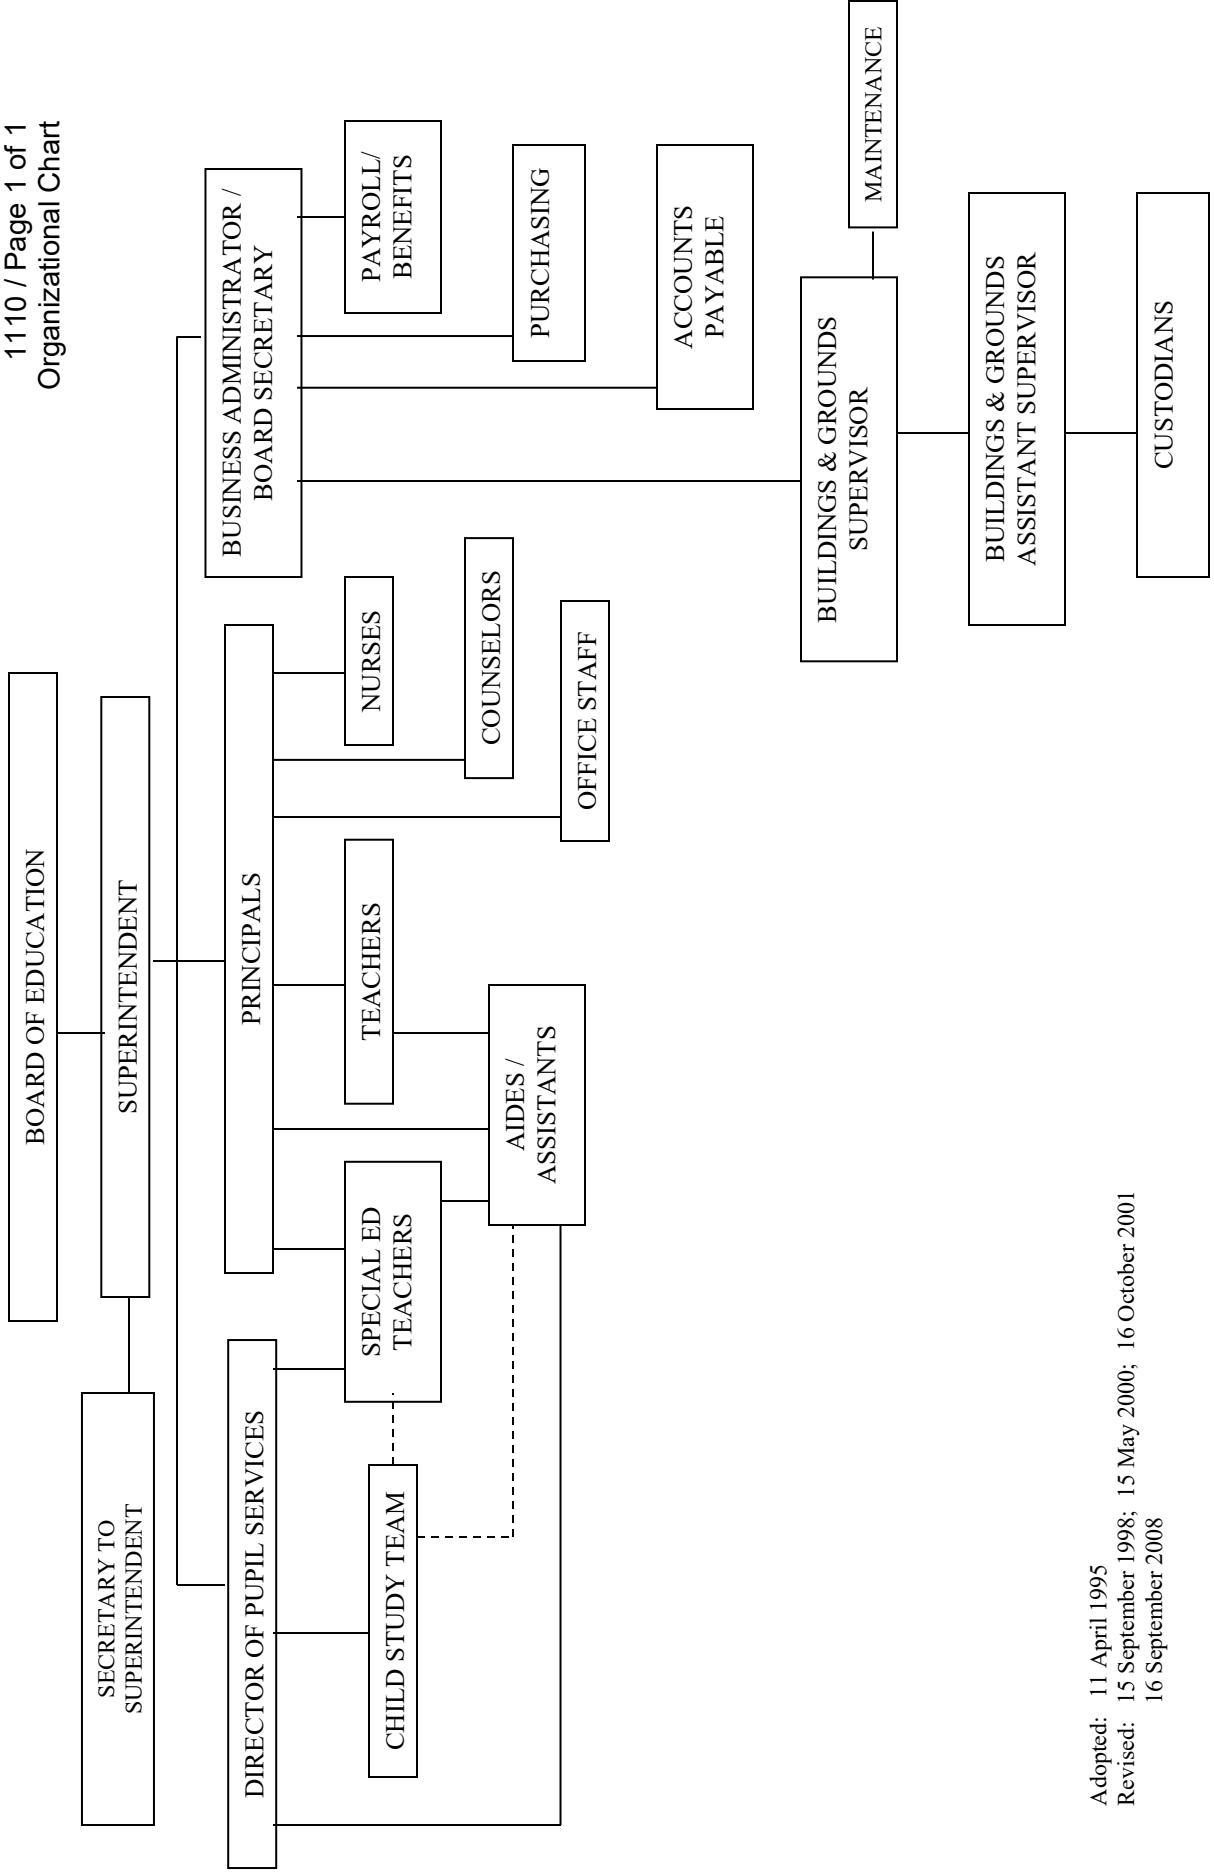 1110 / Page 1 of 1
Organizational Chart
BOARD OF EDUCATION
SECRETARY TO
SUPERINTENDENT
SUPERINTENDENT
DIRECTOR OF PUPIL SERVICES
PRINCIPALS
BUSINESS ADMINISTRATOR /
BOARD SECRETARY
CHILD STUDY TEAM
SPECIAL ED
TEACHERS
TEACHERS
NURSES
PAYROLL/
BENEFITS
AIDES /
ASSISTANTS
COUNSELORS
PURCHASING
OFFICE STAFF
ACCOUNTS
PAYABLE
BUILDINGS & GROUNDS
SUPERVISOR
MAINTENANCE
BUILDINGS & GROUNDS
ASSISTANT SUPERVISOR
CUSTODIANS
Adopted: 11 April 1995
Revised: 15 September 1998; 15 May 2000; 16 October 2001
16 September 2008